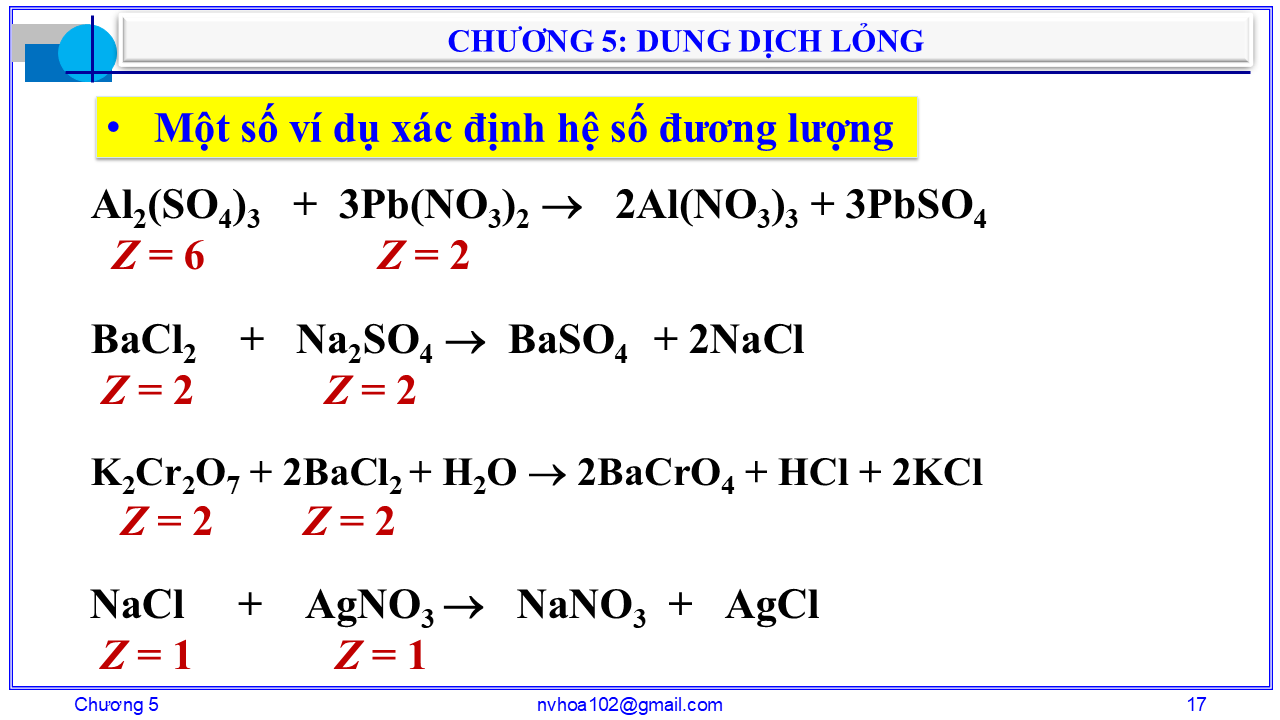 CHƯƠNG 5: DUNG DỊCH LỎNG
• Một số ví dụ xác định hệ số đương lượng
Al₂(SO₄)₃ + 3Pb(NO₃)₂ → 2Al(NO₃)₃ + 3PbSO₄
Z = 6 Z = 2
BaCl₂ + Na₂SO₄ → BaSO₄ + 2NaCl
Z = 2 Z = 2
K₂Cr₂O₇ + 2BaCl₂ + H₂O → 2BaCrO₄ + HCl + 2KCl
Z = 2 Z = 2
NaCl + AgNO₃ → NaNO₃ + AgCl
Z = 1 Z = 1
Chương 5 nvhoa102@gmail.com 17